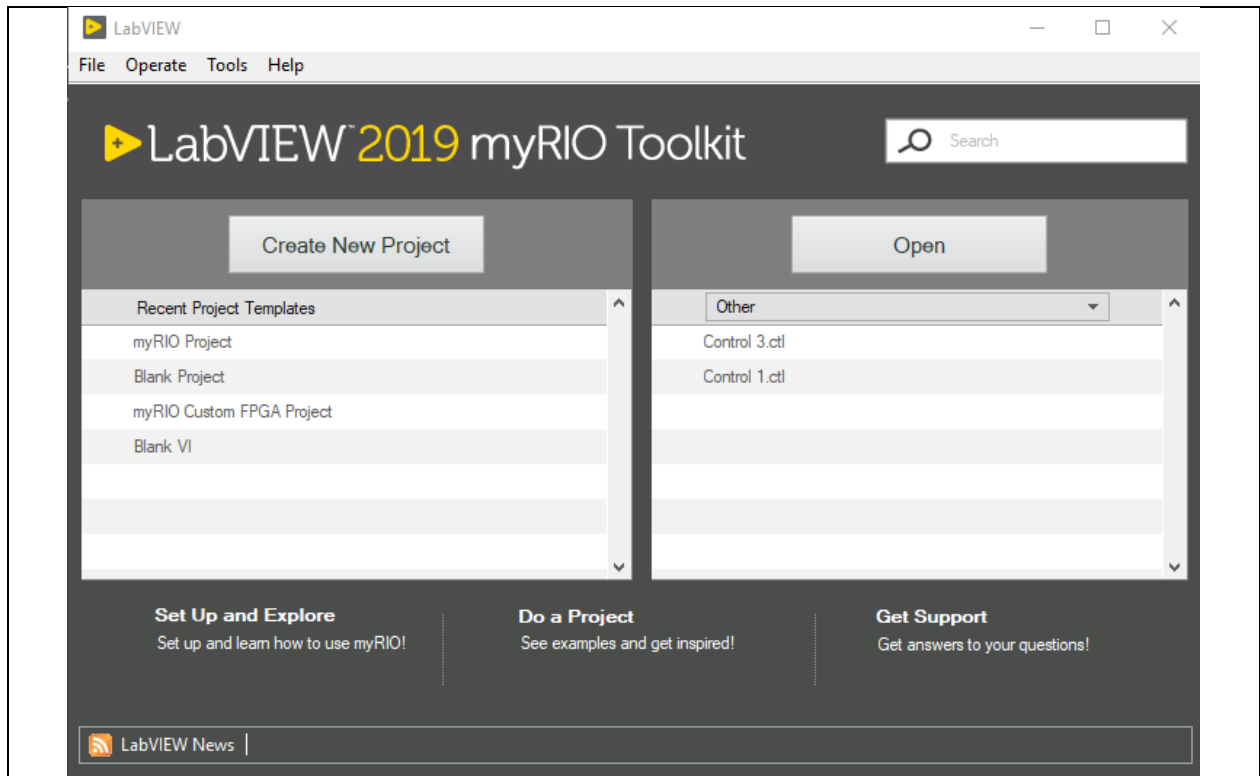 LabVIEW
File Operate Tools Help
LabVIEW™ 2019 myRIO Toolkit
Search
Create New Project
Recent Project Templates
myRIO Project
Blank Project
myRIO Custom FPGA Project
Blank VI
Open
Other
Control 3.ctl
Control 1.ctl
Set Up and Explore
Set up and learn how to use myRIO!
Do a Project
See examples and get inspired!
Get Support
Get answers to your questions!
LabVIEW News